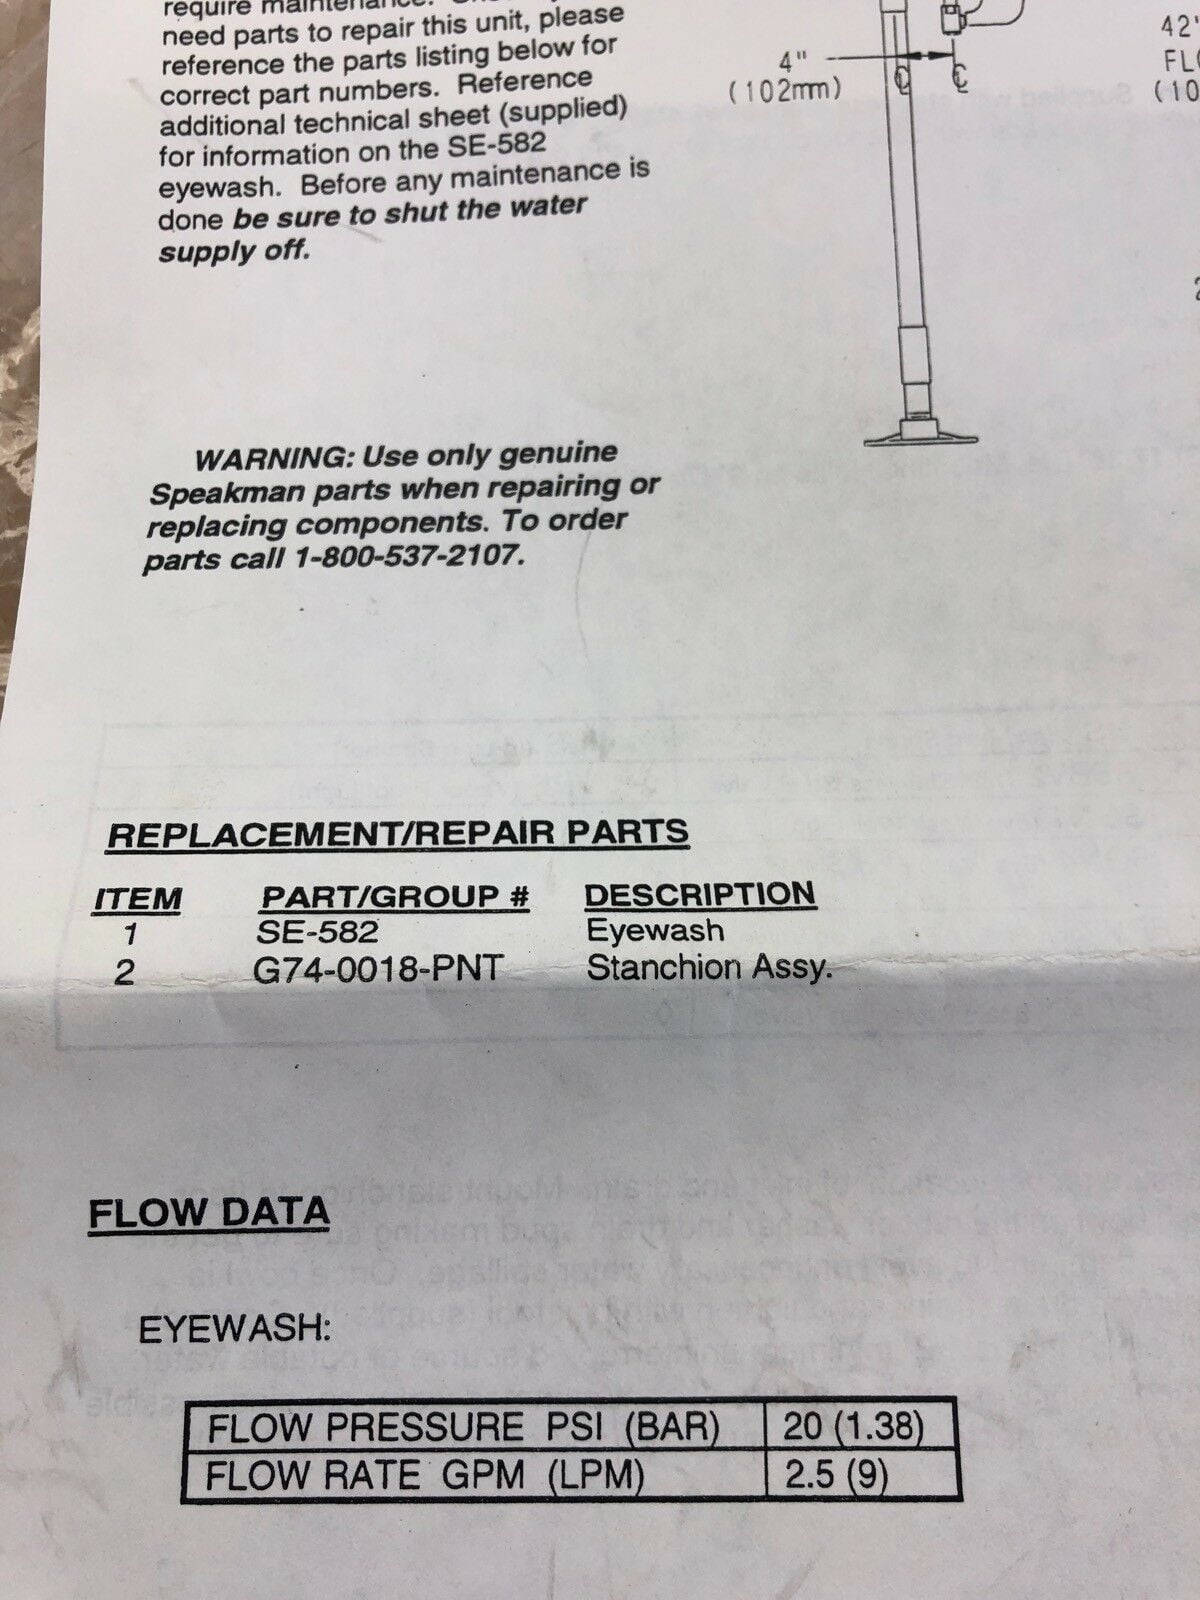 require maintenance.
need parts to repair this unit, please
reference the parts listing below for
correct part numbers. Reference
additional technical sheet (supplied)
for information on the SE-582
eyewash. Before any maintenance is
done be sure to shut the water
supply off.
4"
(102mm)
42"
WARNING: Use only genuine
Speakman parts when repairing or
replacing components. To order
parts call 1-800-537-2107.
REPLACEMENT/REPAIR PARTS
ITEM PART/GROUP # DESCRIPTION
1 SE-582 Eyewash
2 G74-0018-PNT Stanchion Assy.
FLOW DATA
EYEWASH:
FLOW PRESSURE PSI (BAR) 20 (1.38)
FLOW RATE GPM (LPM) 2.5 (9)